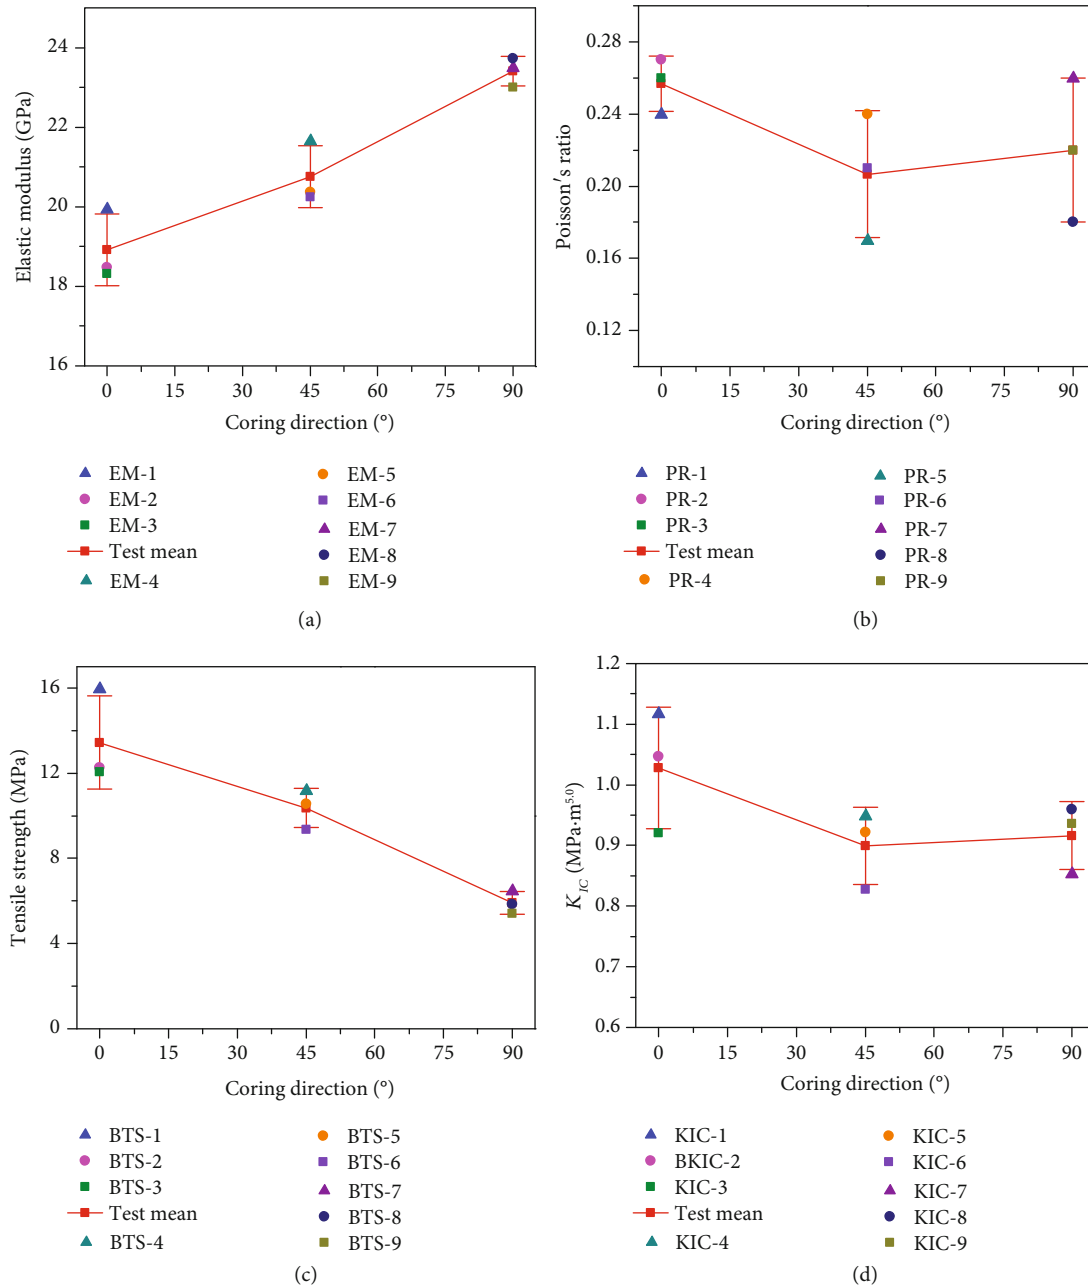 24
22
20
18
16
Elastic modulus (GPa)
0 15 30 45 60 75 90
Coring direction (°)
EM-1
EM-2
EM-3
Test mean
EM-4
EM-5
EM-6
EM-7
EM-8
EM-9
(a)
0.28
0.24
0.20
0.16
0.12
Poisson's ratio
0 15 30 45 60 75 90
Coring direction (°)
PR-1
PR-2
PR-3
Test mean
PR-4
PR-5
PR-6
PR-7
PR-8
PR-9
(b)
16
12
8
4
0
Tensile strength (MPa)
0 15 30 45 60 75 90
Coring direction (°)
BTS-1
BTS-2
BTS-3
Test mean
BTS-4
BTS-5
BTS-6
BTS-7
BTS-8
BTS-9
(c)
1.2
1.1
1.0
0.9
0.8
0.7
0.6
K_IC (MPa·m^5.0)
0 15 30 45 60 75 90
Coring direction (°)
KIC-1
BKIC-2
KIC-3
Test mean
KIC-4
KIC-5
KIC-6
KIC-7
KIC-8
KIC-9
(d)